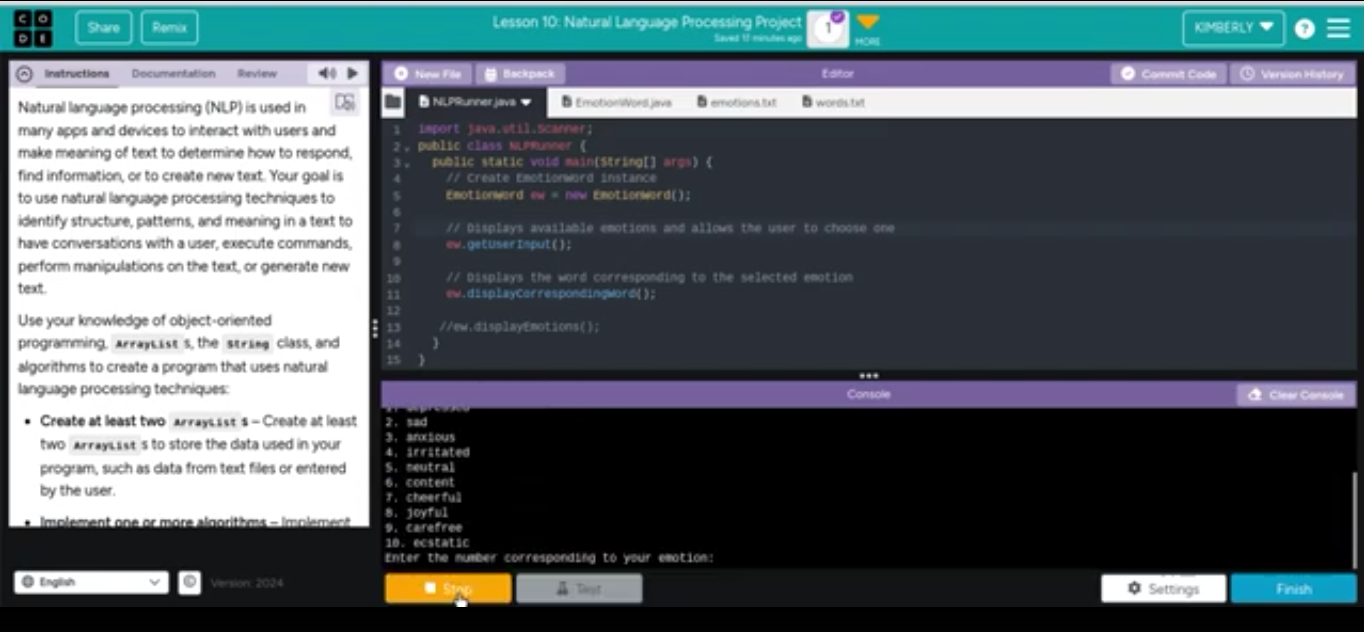 C O
D E
Share
Remix
Lesson 10: Natural Language Processing Project
Saved 17 minutes ago
1
MORE
KIMBERLY
?
Instructions
Documentation
Review
New File
Backpack
Editor
Commit Code
Version History
Natural language processing (NLP) is used in
many apps and devices to interact with users and
make meaning of text to determine how to respond,
find information, or to create new text. Your goal is
to use natural language processing techniques to
identify structure, patterns, and meaning in a text to
have conversations with a user, execute commands,
perform manipulations on the text, or generate new
text.
Use your knowledge of object-oriented
programming, ArrayList s, the String class, and
algorithms to create a program that uses natural
language processing techniques:
• Create at least two ArrayList s – Create at least
two ArrayList s to store the data used in your
program, such as data from text files or entered
by the user.
• Implement one or more algorithms – Implement
NLPRunner.java
EmotionWord.java
emotions.txt
words.txt
1 import java.util.Scanner;
2 public class NLPRunner {
3 public static void main(String[] args) {
4 // Create EmotionWord instance
5 EmotionWord ew = new EmotionWord();
6
7 // Displays available emotions and allows the user to choose one
8 ew.getUserInput();
9
10 // Displays the word corresponding to the selected emotion
11 ew.displayCorrespondingWord();
12
13 //ew.displayEmotions();
14 }
15 }
Console
Clear Console
1. depressed
2. sad
3. anxious
4. irritated
5. neutral
6. content
7. cheerful
8. joyful
9. carefree
10. ecstatic
Enter the number corresponding to your emotion:
English
©
Version: 2024
Stop
Test
Settings
Finish